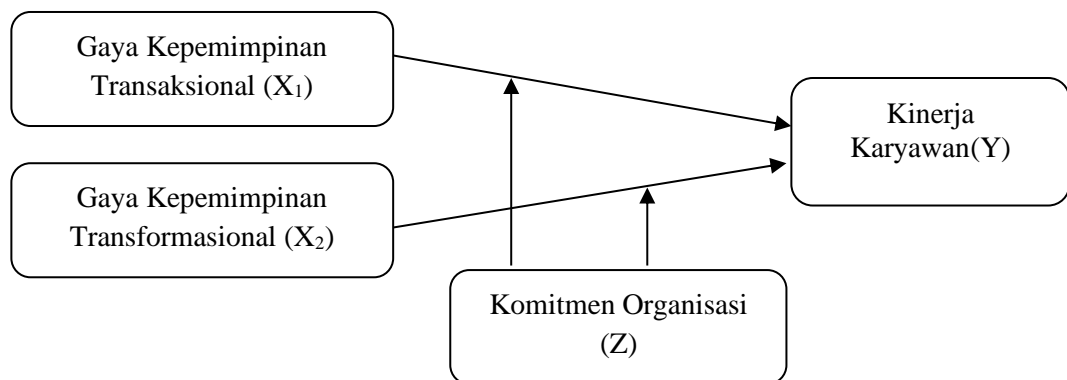 Gaya Kepemimpinan
Transaksional (X₁)
Kinerja
Karyawan(Y)
Gaya Kepemimpinan
Transformasional (X₂)
Komitmen Organisasi
(Z)